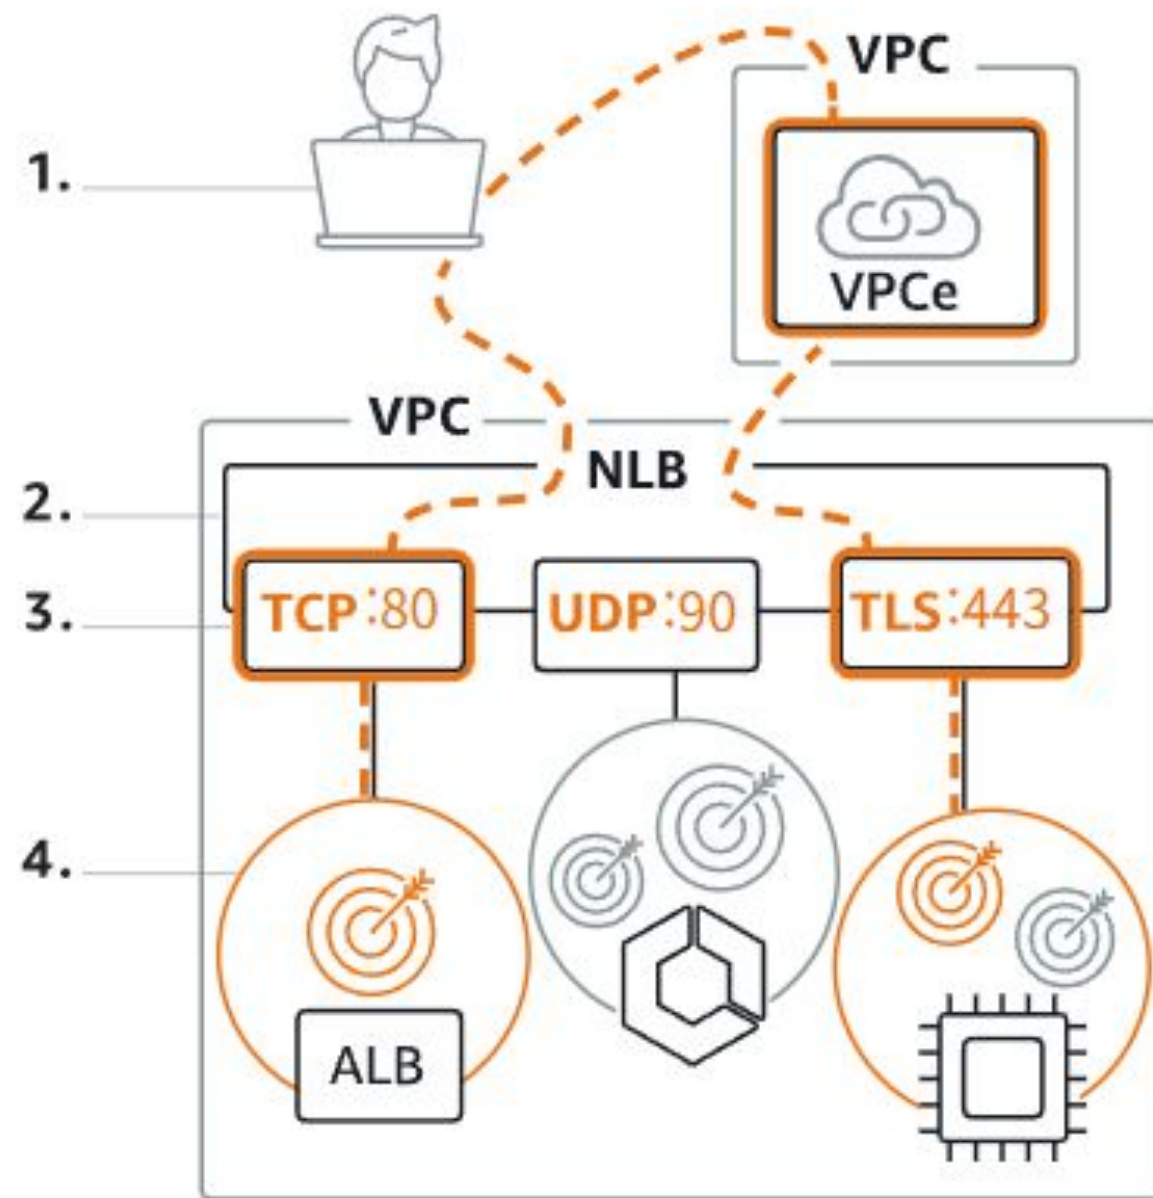 1.
VPC
VPCe
VPC
NLB
2.
3.
TCP:80
UDP:90
TLS:443
4.
ALB